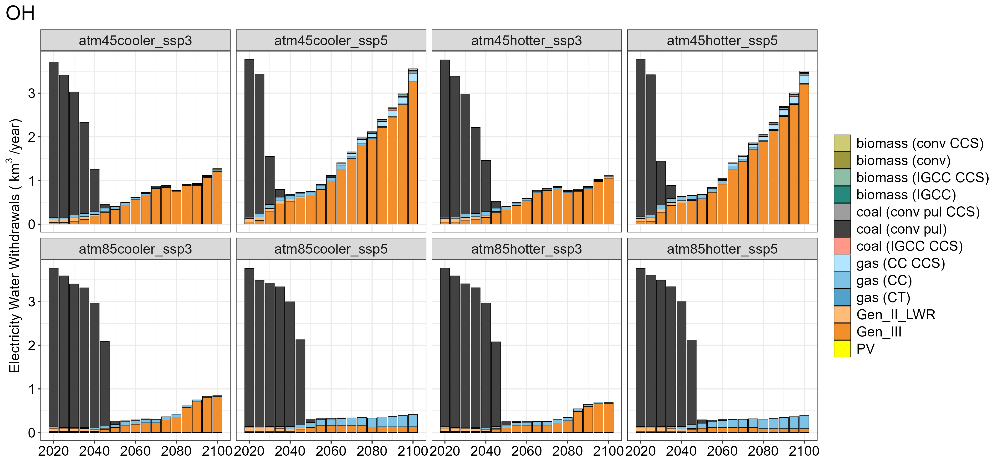 OH
atm45cooler_ssp3
atm45cooler_ssp5
atm45hotter_ssp3
atm45hotter_ssp5
3
2
1
0
atm85cooler_ssp3
atm85cooler_ssp5
atm85hotter_ssp3
atm85hotter_ssp5
3
2
1
0
2020 2040 2060 2080 2100
2020 2040 2060 2080 2100
2020 2040 2060 2080 2100
2020 2040 2060 2080 2100
Electricity Water Withdrawals ( km³ /year)
biomass (conv CCS)
biomass (conv)
biomass (IGCC CCS)
biomass (IGCC)
coal (conv pul CCS)
coal (conv pul)
coal (IGCC CCS)
gas (CC CCS)
gas (CC)
gas (CT)
Gen_II_LWR
Gen_III
PV